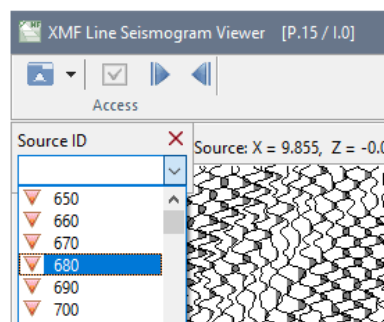 XMF Line Seismogram Viewer [P.15 / I.0]
Access
Source ID
Source: X = 9.855, Z = -0.0
650
660
670
680
690
700